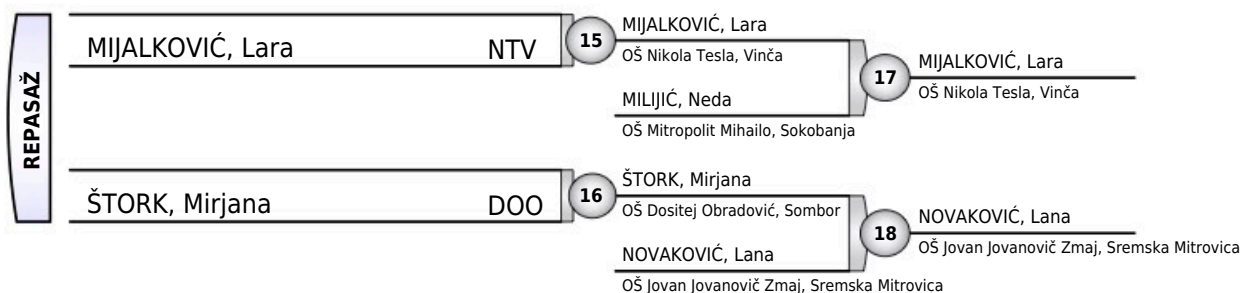 REPASAŽ
MIJALKOVIĆ, Lara NTV
15
MIJALKOVIĆ, Lara
OŠ Nikola Tesla, Vinča
MILIJIĆ, Neda
OŠ Mitropolit Mihailo, Sokobanja
17
MIJALKOVIĆ, Lara
OŠ Nikola Tesla, Vinča
ŠTORK, Mirjana DOO
16
ŠTORK, Mirjana
OŠ Dositej Obradović, Sombor
NOVAKOVIĆ, Lana
OŠ Jovan Jovanovič Zmaj, Sremska Mitrovica
18
NOVAKOVIĆ, Lana
OŠ Jovan Jovanovič Zmaj, Sremska Mitrovica